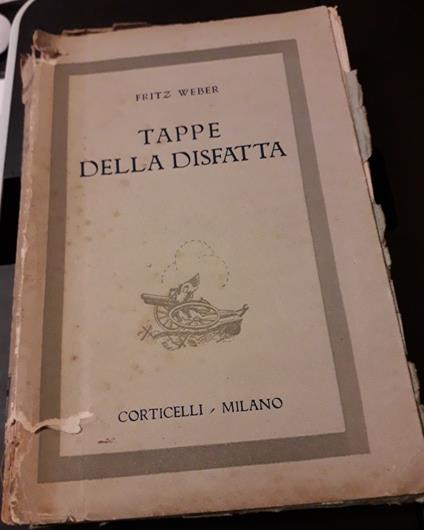 FRITZ WEBER
TAPPE
DELLA DISFATTA
CORTICELLI - MILANO